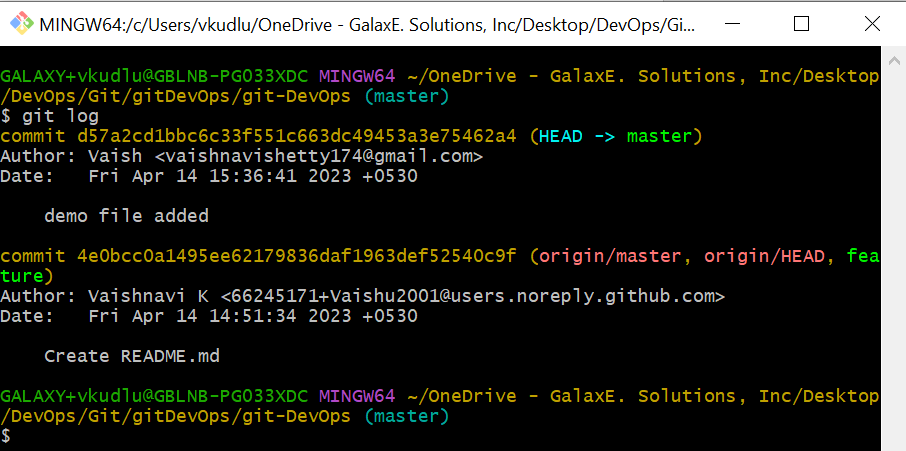 MINGW64:/c/Users/vkudlu/OneDrive - GalaxE. Solutions, Inc/Desktop/DevOps/Gi...
GALAXY+vkudlu@GBLNB-PG033XDC MINGW64 ~/OneDrive - GalaxE. Solutions, Inc/Desktop
/DevOps/Git/gitDevOps/git-DevOps (master)
$ git log
commit d57a2cd1bbc6c33f551c663dc49453a3e75462a4 (HEAD -> master)
Author: Vaish <vaishnavishetty174@gmail.com>
Date:   Fri Apr 14 15:36:41 2023 +0530
demo file added
commit 4e0bcc0a1495ee62179836daf1963def52540c9f (origin/master, origin/HEAD, fea
ture)
Author: Vaishnavi K <66245171+Vaishu2001@users.noreply.github.com>
Date:   Fri Apr 14 14:51:34 2023 +0530
Create README.md
GALAXY+vkudlu@GBLNB-PG033XDC MINGW64 ~/OneDrive - GalaxE. Solutions, Inc/Desktop
/DevOps/Git/gitDevOps/git-DevOps (master)
$